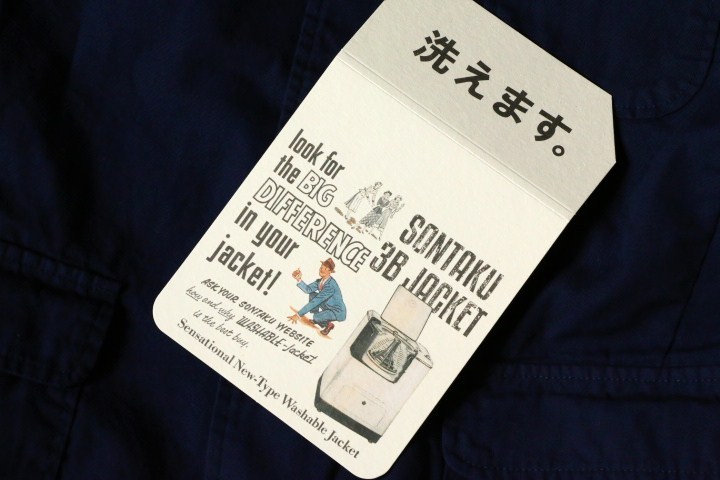 洗えます。
look for
the BIG
DIFFERENCE
in your
jacket!
SONTAKU
3B JACKET
ASK YOUR SONTAKU WEBSITE
how and why WASHABLE-Jacket
is the best buy.
Sensational New-Type Washable Jacket